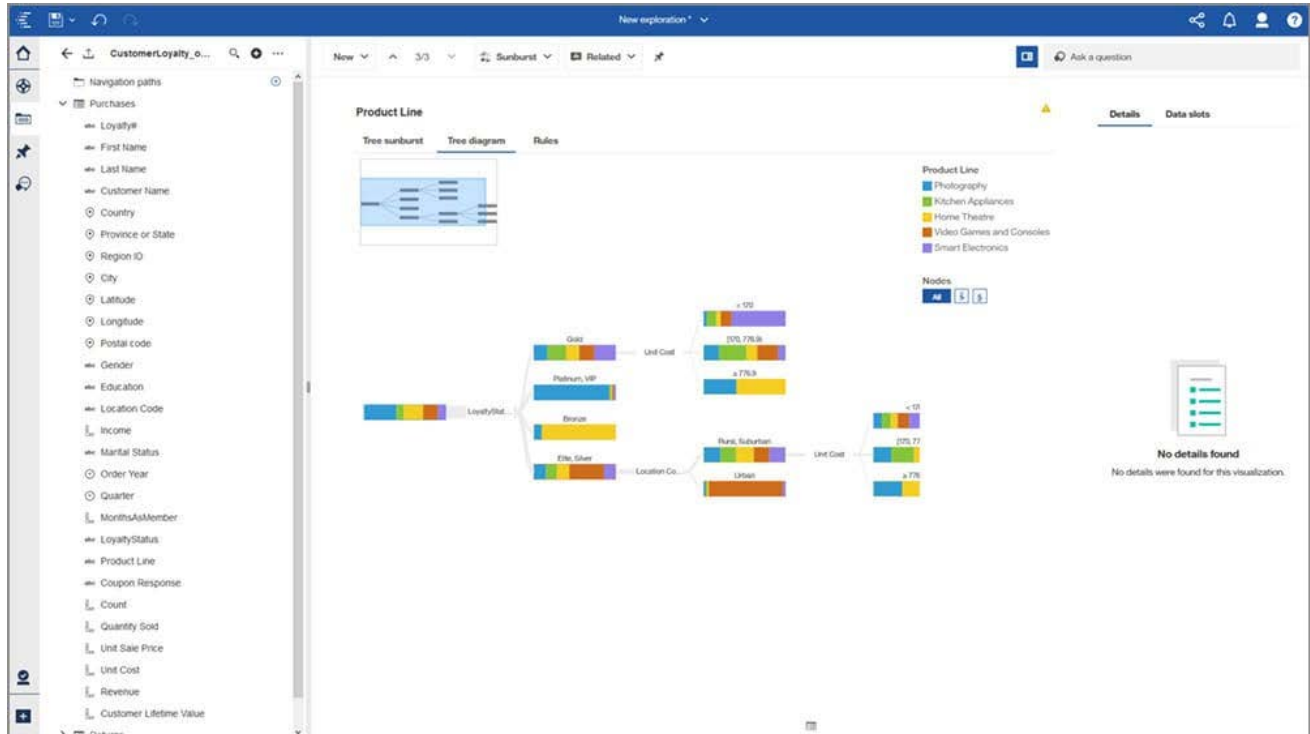 New exploration *
CustomerLoyalty_o...
New
3/3
Sunburst
Related
Ask a question
Navigation paths
Purchases
Loyalty#
First Name
Last Name
Customer Name
Country
Province or State
Region ID
City
Latitude
Longitude
Postal code
Gender
Education
Location Code
Income
Marital Status
Order Year
Quarter
MonthsAsMember
LoyaltyStatus
Product Line
Coupon Response
Count
Quantity Sold
Unit Sale Price
Unit Cost
Revenue
Customer Lifetime Value
Product Line
Tree sunburst Tree diagram Rules
Product Line
Photography
Kitchen Appliances
Home Theatre
Video Games and Consoles
Smart Electronics
Nodes
All
LoyaltyStat...
Gold
Platinum, VIP
Bronze
Elite, Silver
Unit Cost
< 170
[170, 776.9)
≥ 776.9
Location Co...
Rural, Suburban
Urban
Unit Cost
< 17
[170, 77
≥ 776
Details Data slots
No details found
No details were found for this visualization.